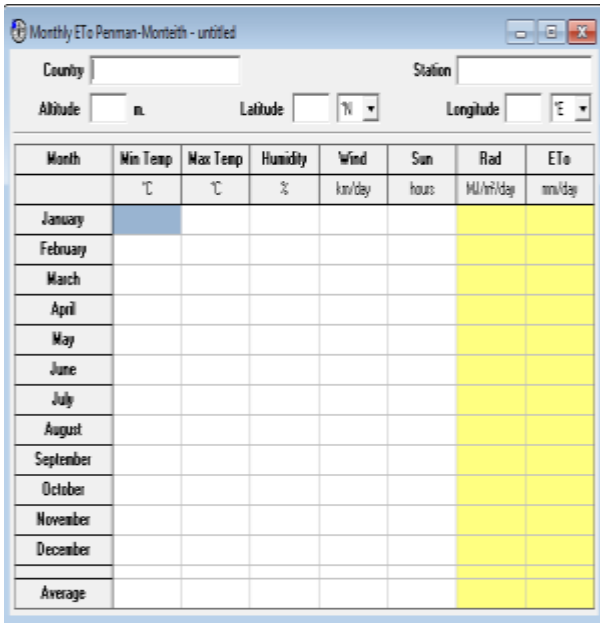 Monthly ETo Penman-Monteith - untitled
Country Station
Altitude m. Latitude °N Longitude °E
Month Min Temp Max Temp Humidity Wind Sun Rad ETo
°C °C % km/day hours MJ/m²/day mm/day
January
February
March
April
May
June
July
August
September
October
November
December
Average